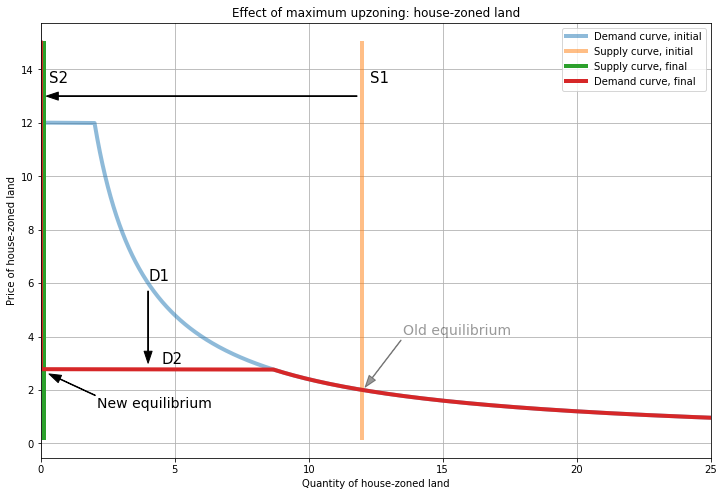 Effect of maximum upzoning: house-zoned land
Demand curve, initial
Supply curve, initial
Supply curve, final
Demand curve, final
S2
S1
D1
D2
Old equilibrium
New equilibrium
Price of house-zoned land
14
12
10
8
6
4
2
0
0
5
10
15
20
25
Quantity of house-zoned land